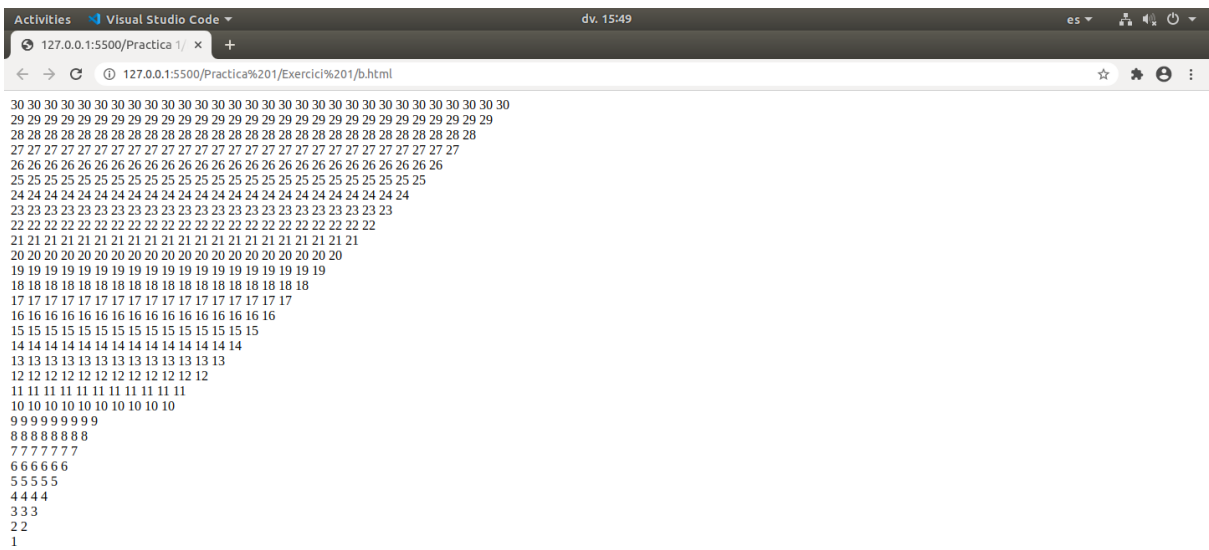 Activities Visual Studio Code dv. 15:49 es
127.0.0.1:5500/Practica 1/ × +
127.0.0.1:5500/Practica%201/Exercici%201/b.html
30 30 30 30 30 30 30 30 30 30 30 30 30 30 30 30 30 30 30 30 30 30 30 30 30 30 30 30 30 30
29 29 29 29 29 29 29 29 29 29 29 29 29 29 29 29 29 29 29 29 29 29 29 29 29 29 29 29 29
28 28 28 28 28 28 28 28 28 28 28 28 28 28 28 28 28 28 28 28 28 28 28 28 28 28 28 28
27 27 27 27 27 27 27 27 27 27 27 27 27 27 27 27 27 27 27 27 27 27 27 27 27 27 27
26 26 26 26 26 26 26 26 26 26 26 26 26 26 26 26 26 26 26 26 26 26 26 26 26 26
25 25 25 25 25 25 25 25 25 25 25 25 25 25 25 25 25 25 25 25 25 25 25 25 25
24 24 24 24 24 24 24 24 24 24 24 24 24 24 24 24 24 24 24 24 24 24 24 24
23 23 23 23 23 23 23 23 23 23 23 23 23 23 23 23 23 23 23 23 23 23 23
22 22 22 22 22 22 22 22 22 22 22 22 22 22 22 22 22 22 22 22 22 22
21 21 21 21 21 21 21 21 21 21 21 21 21 21 21 21 21 21 21 21 21
20 20 20 20 20 20 20 20 20 20 20 20 20 20 20 20 20 20 20 20
19 19 19 19 19 19 19 19 19 19 19 19 19 19 19 19 19 19 19
18 18 18 18 18 18 18 18 18 18 18 18 18 18 18 18 18 18
17 17 17 17 17 17 17 17 17 17 17 17 17 17 17 17 17
16 16 16 16 16 16 16 16 16 16 16 16 16 16 16 16
15 15 15 15 15 15 15 15 15 15 15 15 15 15 15
14 14 14 14 14 14 14 14 14 14 14 14 14 14
13 13 13 13 13 13 13 13 13 13 13 13 13
12 12 12 12 12 12 12 12 12 12 12 12
11 11 11 11 11 11 11 11 11 11 11
10 10 10 10 10 10 10 10 10 10
9 9 9 9 9 9 9 9 9
8 8 8 8 8 8 8 8
7 7 7 7 7 7 7
6 6 6 6 6 6
5 5 5 5 5
4 4 4 4
3 3 3
2 2
1